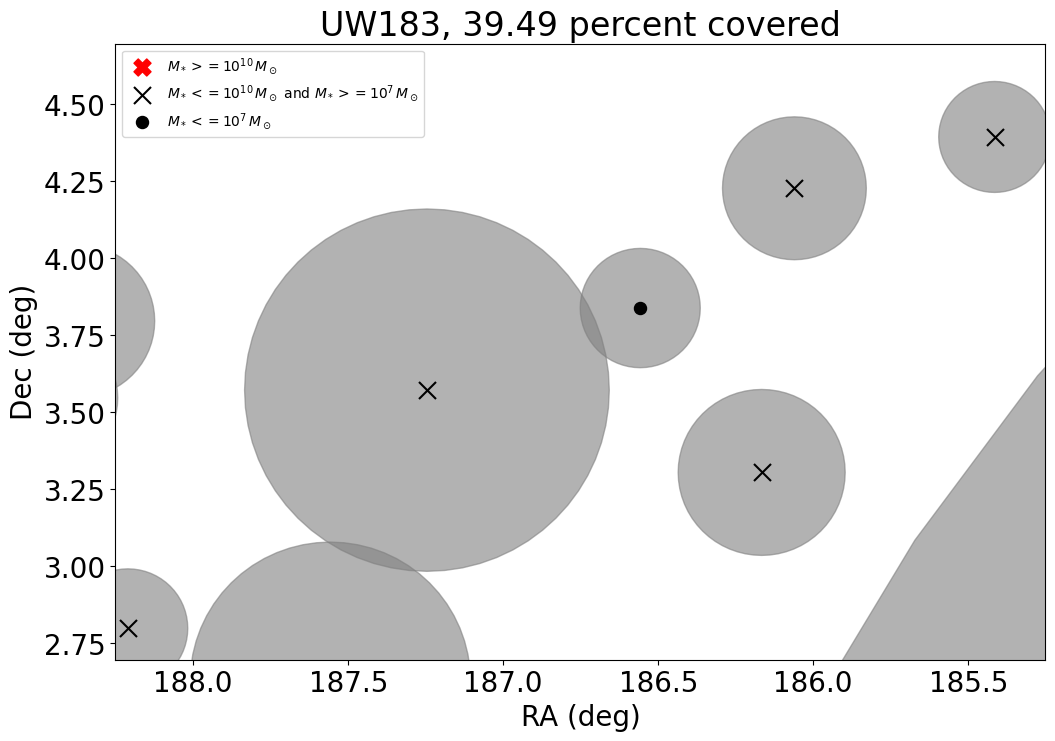 UW183, 39.49 percent covered
M* >= 10^10 M⊙
M* <= 10^10 M⊙ and M* >= 10^7 M⊙
M* <= 10^7 M⊙
4.50
4.25
4.00
3.75
3.50
3.25
3.00
2.75
Dec (deg)
188.0 187.5 187.0 186.5 186.0 185.5
RA (deg)